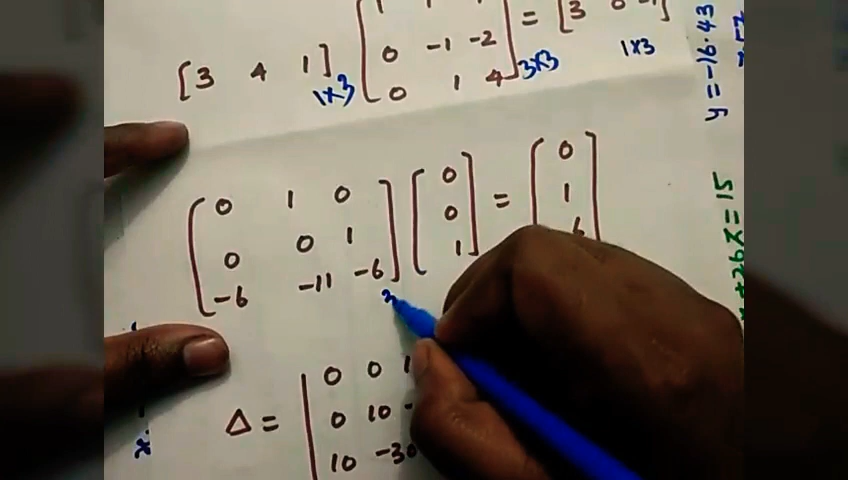 [3 4 1] 1×3 [0 -1 -2 = [3 0 -1]
0 1 4] 3×3 1×3
[0 1 0 [0 [0
0 0 1 0 = 1
-6 -11 -6] 1]
Δ = | 0 0 1
0 10 -
10 -30
y = -16.43
= 15